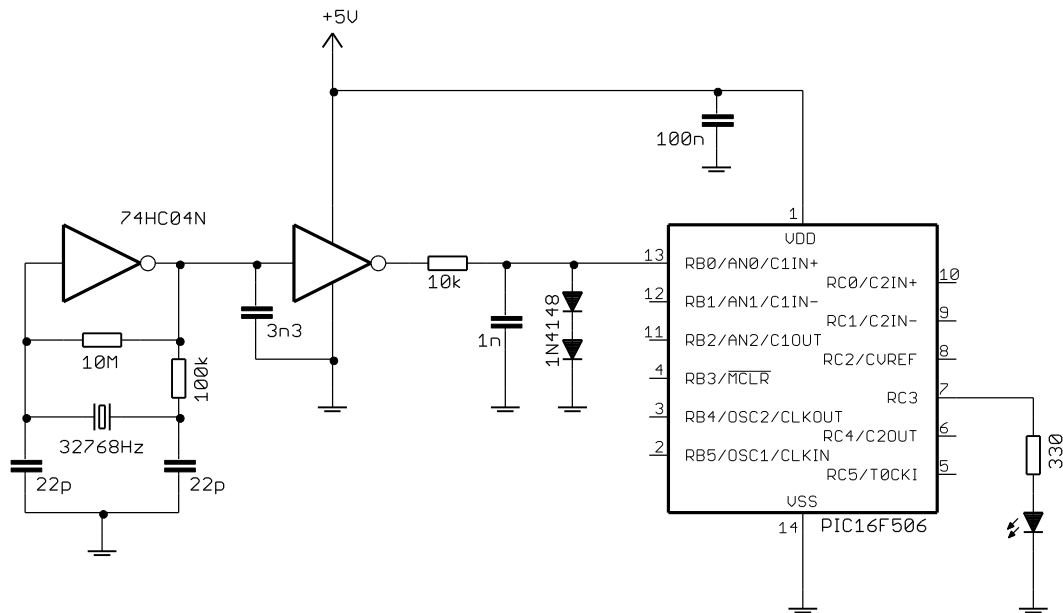 +5V
100n
74HC04N
1
VDD
13
RB0/AN0/C1IN+
10k
RC0/C2IN+
10
12
RB1/AN1/C1IN-
3n3
1n
1N4148
RC1/C2IN-
9
11
RB2/AN2/C1OUT
10M
100k
RC2/CVREF
8
4
RB3/MCLR
RC3
7
3
RB4/OSC2/CLKOUT
RC4/C2OUT
6
32768Hz
2
RB5/OSC1/CLKIN
330
RC5/T0CKI
5
22p
22p
VSS
14
PIC16F506